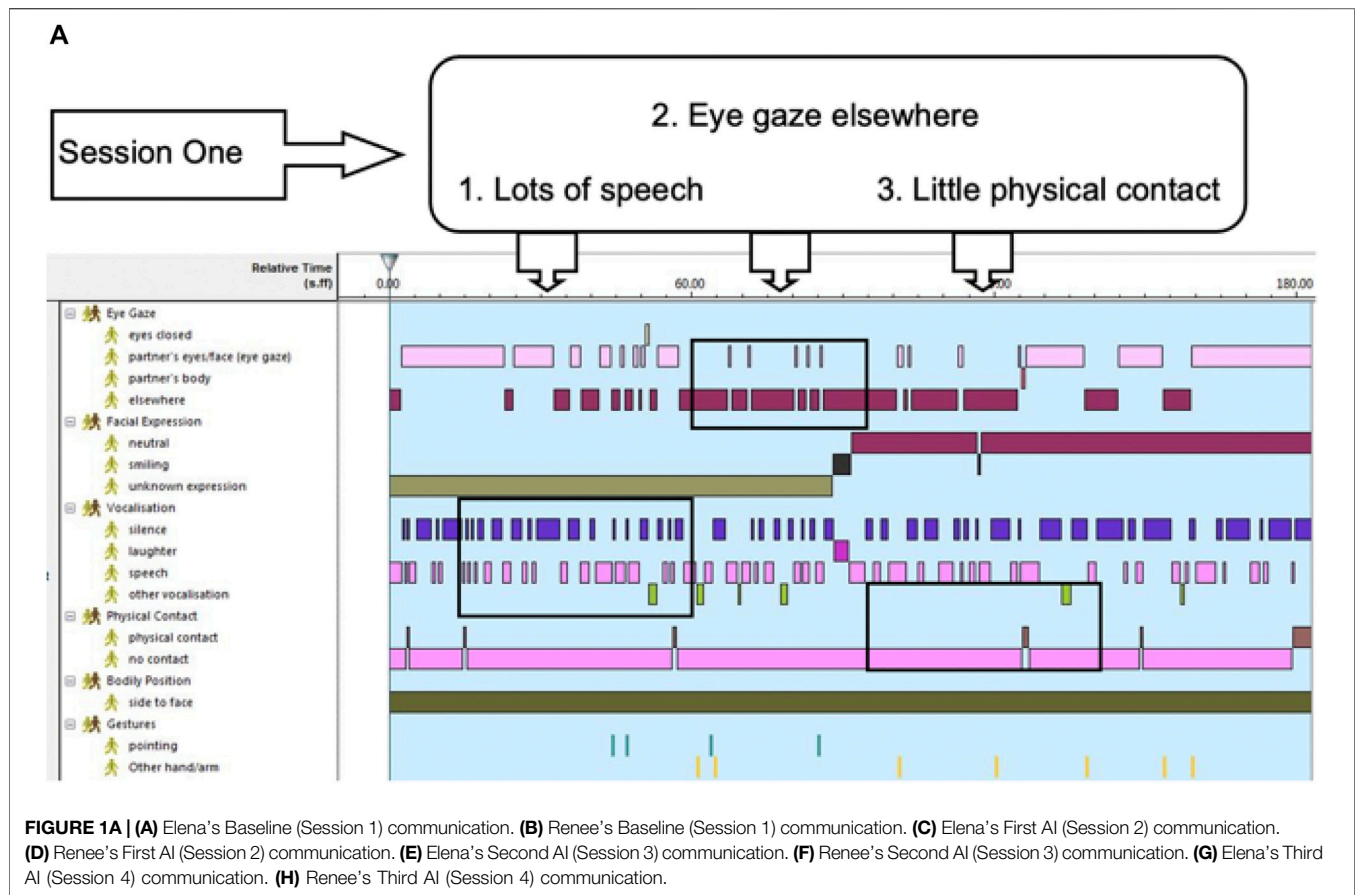 A
Session One
2. Eye gaze elsewhere
1. Lots of speech 3. Little physical contact
Relative Time
(s.ff)
0.00 60.00 00 180.00
Eye Gaze
eyes closed
partner's eyes/face (eye gaze)
partner's body
elsewhere
Facial Expression
neutral
smiling
unknown expression
Vocalisation
silence
laughter
speech
other vocalisation
Physical Contact
physical contact
no contact
Bodily Position
side to face
Gestures
pointing
Other hand/arm
FIGURE 1A | (A) Elena's Baseline (Session 1) communication. (B) Renee's Baseline (Session 1) communication. (C) Elena's First AI (Session 2) communication.
(D) Renee's First AI (Session 2) communication. (E) Elena's Second AI (Session 3) communication. (F) Renee's Second AI (Session 3) communication. (G) Elena's Third
AI (Session 4) communication. (H) Renee's Third AI (Session 4) communication.